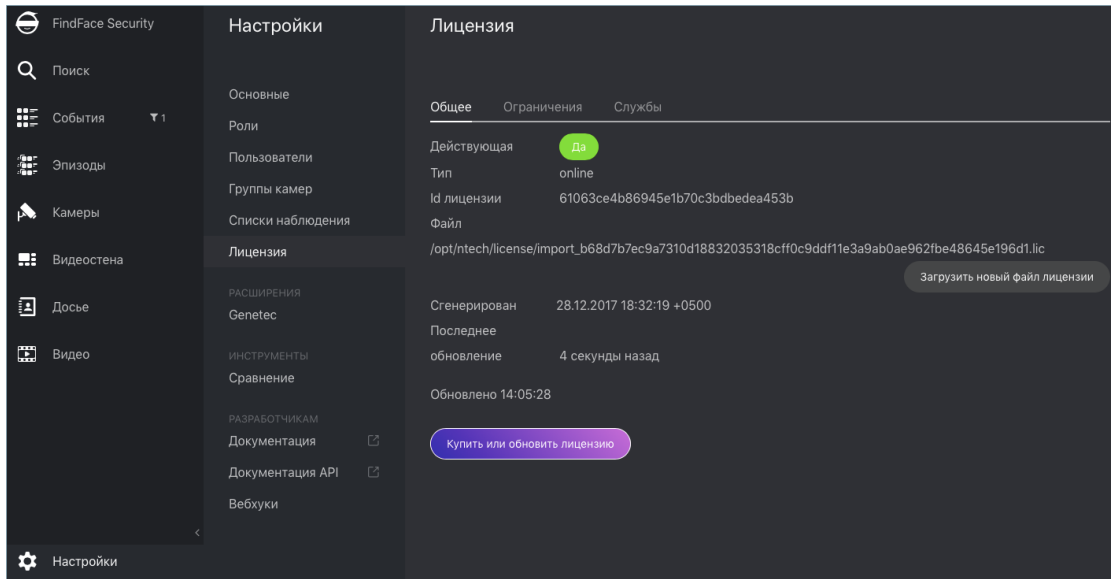 FindFace Security
Поиск
События 1
Эпизоды
Камеры
Видеостена
Досье
Видео
<
Настройки
Настройки
Основные
Роли
Пользователи
Группы камер
Списки наблюдения
Лицензия
РАСШИРЕНИЯ
Genetec
ИНСТРУМЕНТЫ
Сравнение
РАЗРАБОТЧИКАМ
Документация
Документация API
Вебхуки
Лицензия
Общее Ограничения Службы
Действующая Да
Тип online
Id лицензии 61063ce4b86945e1b70c3bdbedea453b
Файл
/opt/ntech/license/import_b68d7b7ec9a7310d18832035318cff0c9ddf11e3a9ab0ae962fbe48645e196d1.lic
Загрузить новый файл лицензии
Сгенерирован 28.12.2017 18:32:19 +0500
Последнее
обновление 4 секунды назад
Обновлено 14:05:28
Купить или обновить лицензию